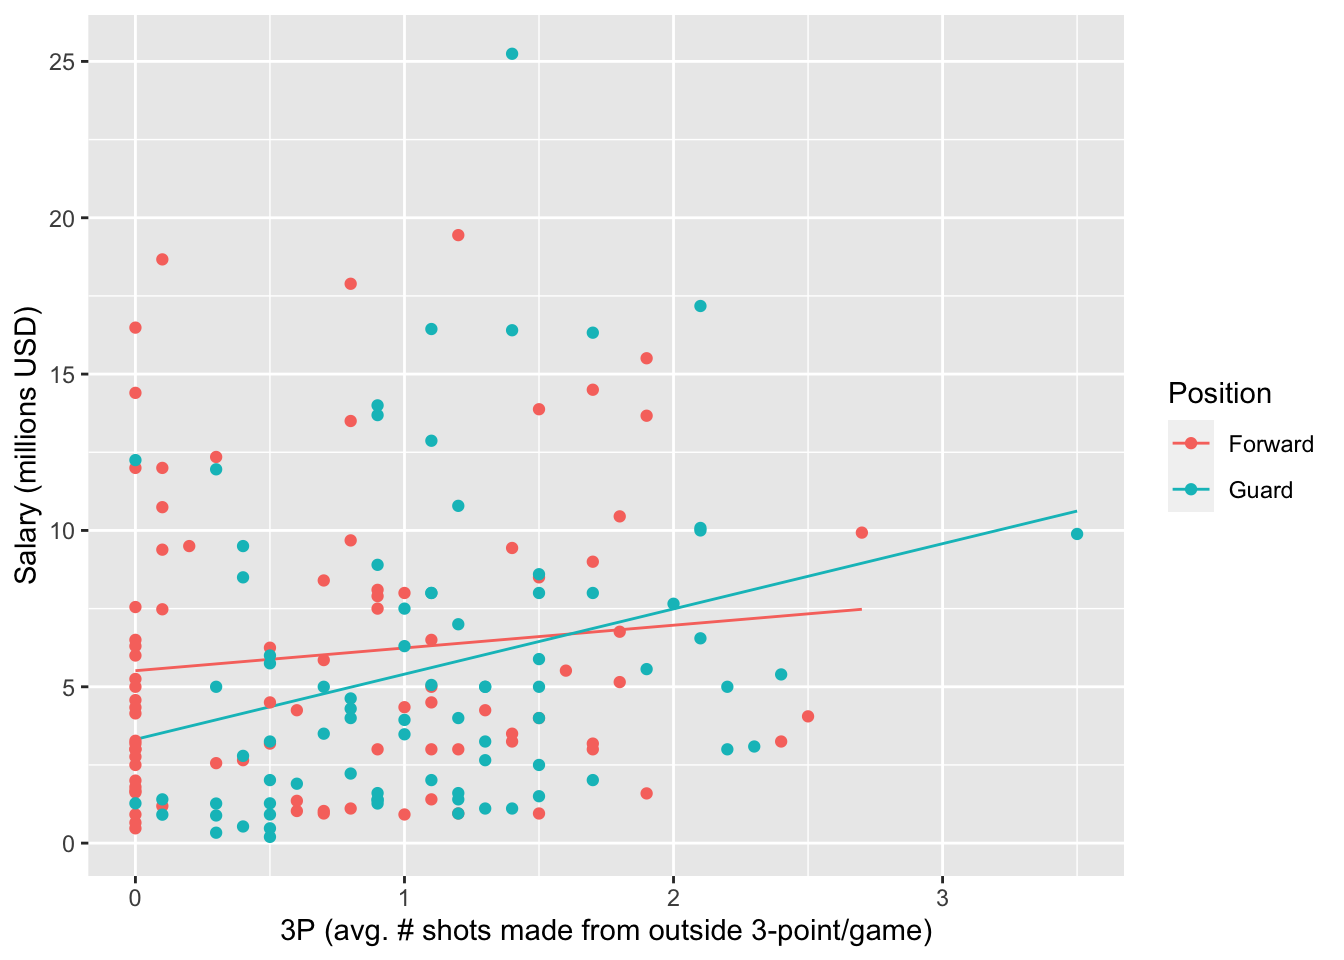 25
20
15
10
5
0
0 1 2 3
Salary (millions USD)
3P (avg. # shots made from outside 3-point/game)
Position
Forward
Guard